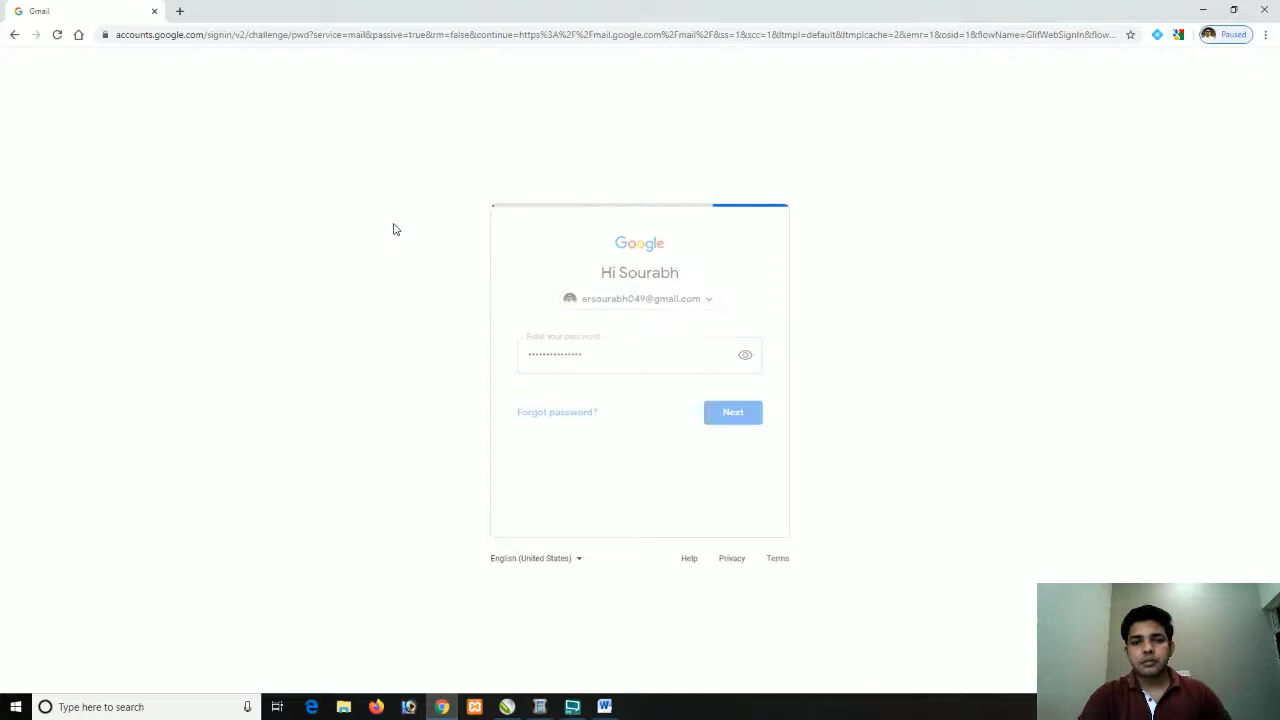 Gmail
accounts.google.com/signin/v2/challenge/pwd?service=mail&passive=true&rm=false&continue=https%3A%2F%2Fmail.google.com%2Fmail%2F&ss=1&scc=1&ltmpl=default&ltmplcache=2&emr=1&osid=1&flowName=GlifWebSignIn&flow...
Paused
Google
Hi Sourabh
ersourabh049@gmail.com
Enter your password
••••••••••••••
Forgot password?
Next
English (United States)
Help
Privacy
Terms
Type here to search